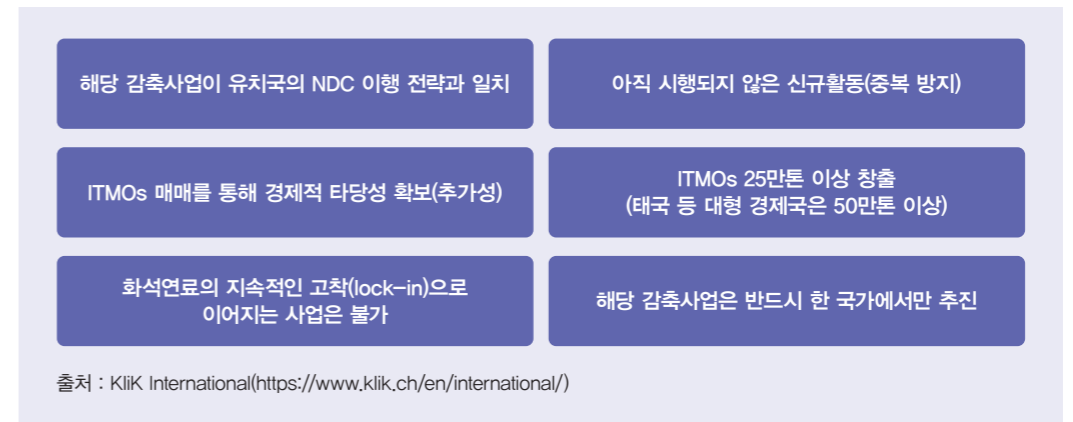 해당 감축사업이 유치국의 NDC 이행 전략과 일치
아직 시행되지 않은 신규활동(중복 방지)
ITMOs 매매를 통해 경제적 타당성 확보(추가성)
ITMOs 25만톤 이상 창출
(태국 등 대형 경제국은 50만톤 이상)
화석연료의 지속적인 고착(lock-in)으로
이어지는 사업은 불가
해당 감축사업은 반드시 한 국가에서만 추진
출처 : KliK International(https://www.klik.ch/en/international/)